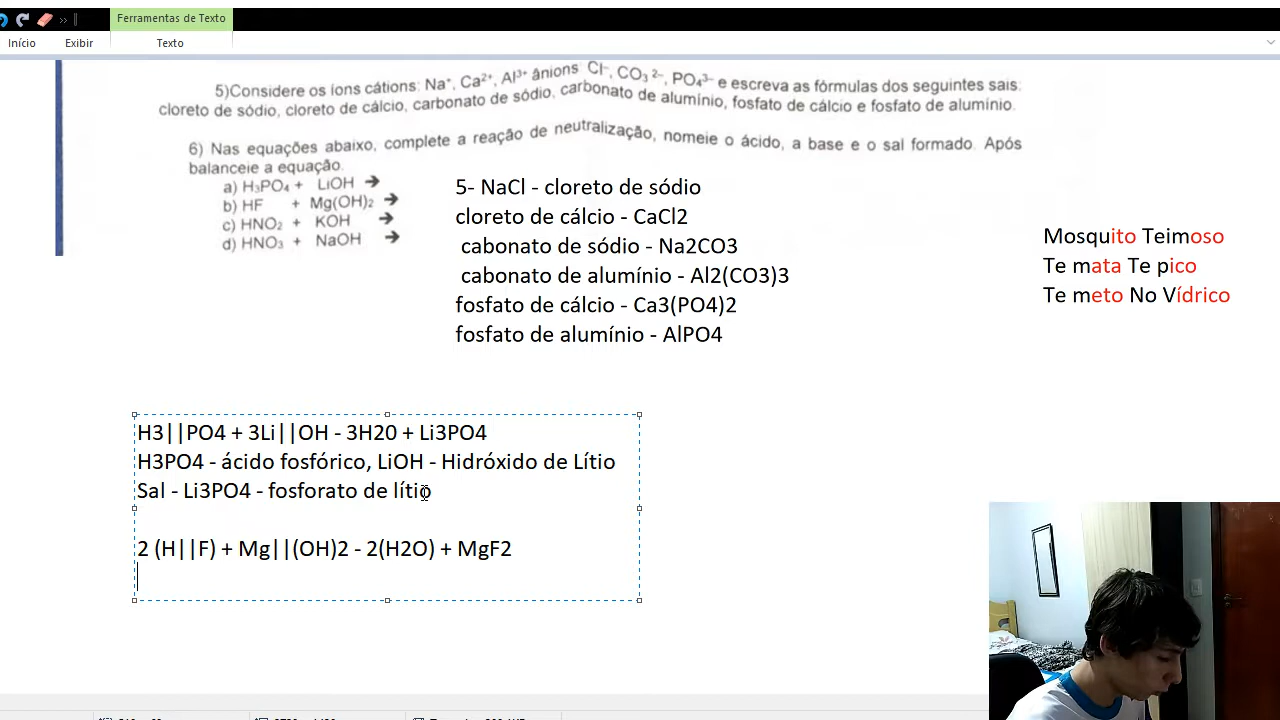 Ferramentas de Texto
Início Exibir Texto
5)Considere os íons cátions: Na⁺, Ca²⁺, Al³⁺ ânions Cl⁻, CO₃²⁻, PO₄³⁻ e escreva as fórmulas dos seguintes sais:
cloreto de sódio, cloreto de cálcio, carbonato de sódio, carbonato de alumínio, fosfato de cálcio e fosfato de alumínio.
6) Nas equações abaixo, complete a reação de neutralização, nomeie o ácido, a base e o sal formado. Após
balanceie a equação.
a) H₃PO₄ + LiOH ➔
b) HF + Mg(OH)₂ ➔
c) HNO₂ + KOH ➔
d) HNO₃ + NaOH ➔
5- NaCl - cloreto de sódio
cloreto de cálcio - CaCl2
cabonato de sódio - Na2CO3
cabonato de alumínio - Al2(CO3)3
fosfato de cálcio - Ca3(PO4)2
fosfato de alumínio - AlPO4
Mosquito Teimoso
Te mata Te pico
Te meto No Vídrico
H3||PO4 + 3Li||OH - 3H20 + Li3PO4
H3PO4 - ácido fosfórico, LiOH - Hidróxido de Lítio
Sal - Li3PO4 - fosforato de lítio
2 (H||F) + Mg||(OH)2 - 2(H2O) + MgF2